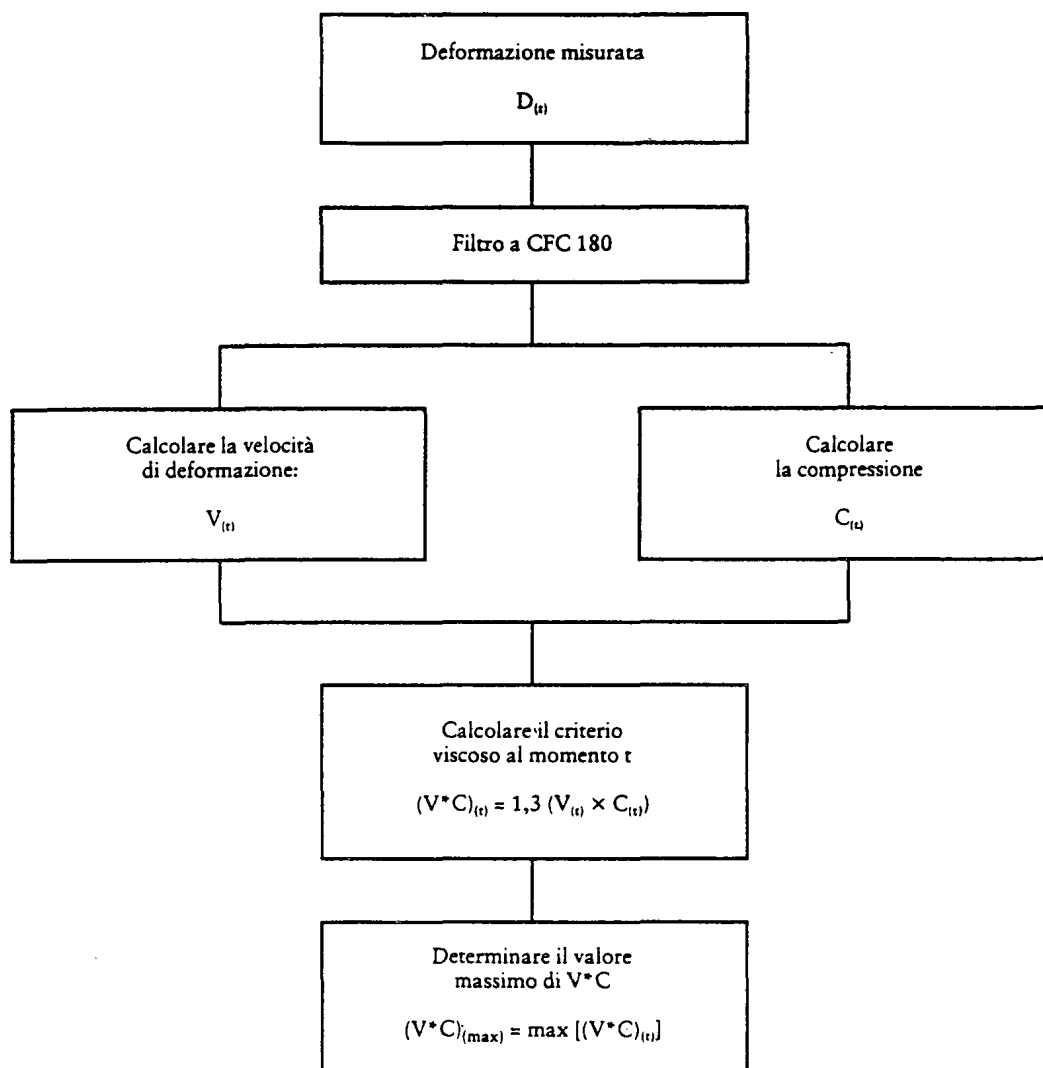 Deformazione misurata
D(t)
Filtro a CFC 180
Calcolare la velocità
di deformazione:
V(t)
Calcolare
la compressione
C(t)
Calcolare il criterio
viscoso al momento t
(V*C)(t) = 1,3 (V(t) × C(t))
Determinare il valore
massimo di V*C
(V*C)(max) = max [(V*C)(t)]